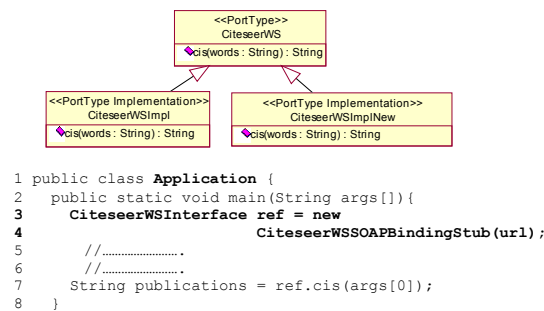 <<PortType>>
CiteseerWS
cis(words : String) : String
<<PortType Implementation>>
CiteseerWSImpl
cis(words : String) : String
<<PortType Implementation>>
CiteseerWSImplNew
cis(words : String) : String
1 public class Application {
2 public static void main(String args[]){
3 CiteseerWSInterface ref = new
4 CiteseerWSSOAPBindingStub(url);
5 //…………………….
6 //…………………….
7 String publications = ref.cis(args[0]);
8 }